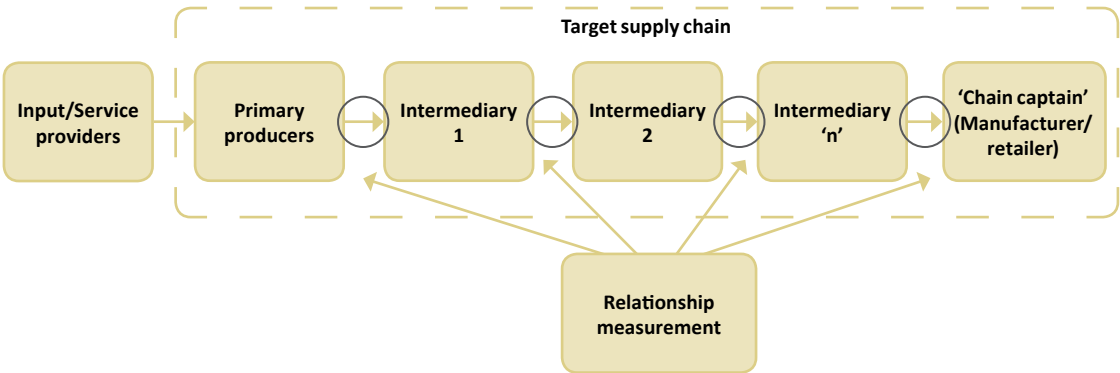 Target supply chain
Input/Service
providers
Primary
producers
Intermediary
1
Intermediary
2
Intermediary
‘n’
‘Chain captain’
(Manufacturer/
retailer)
Relationship
measurement